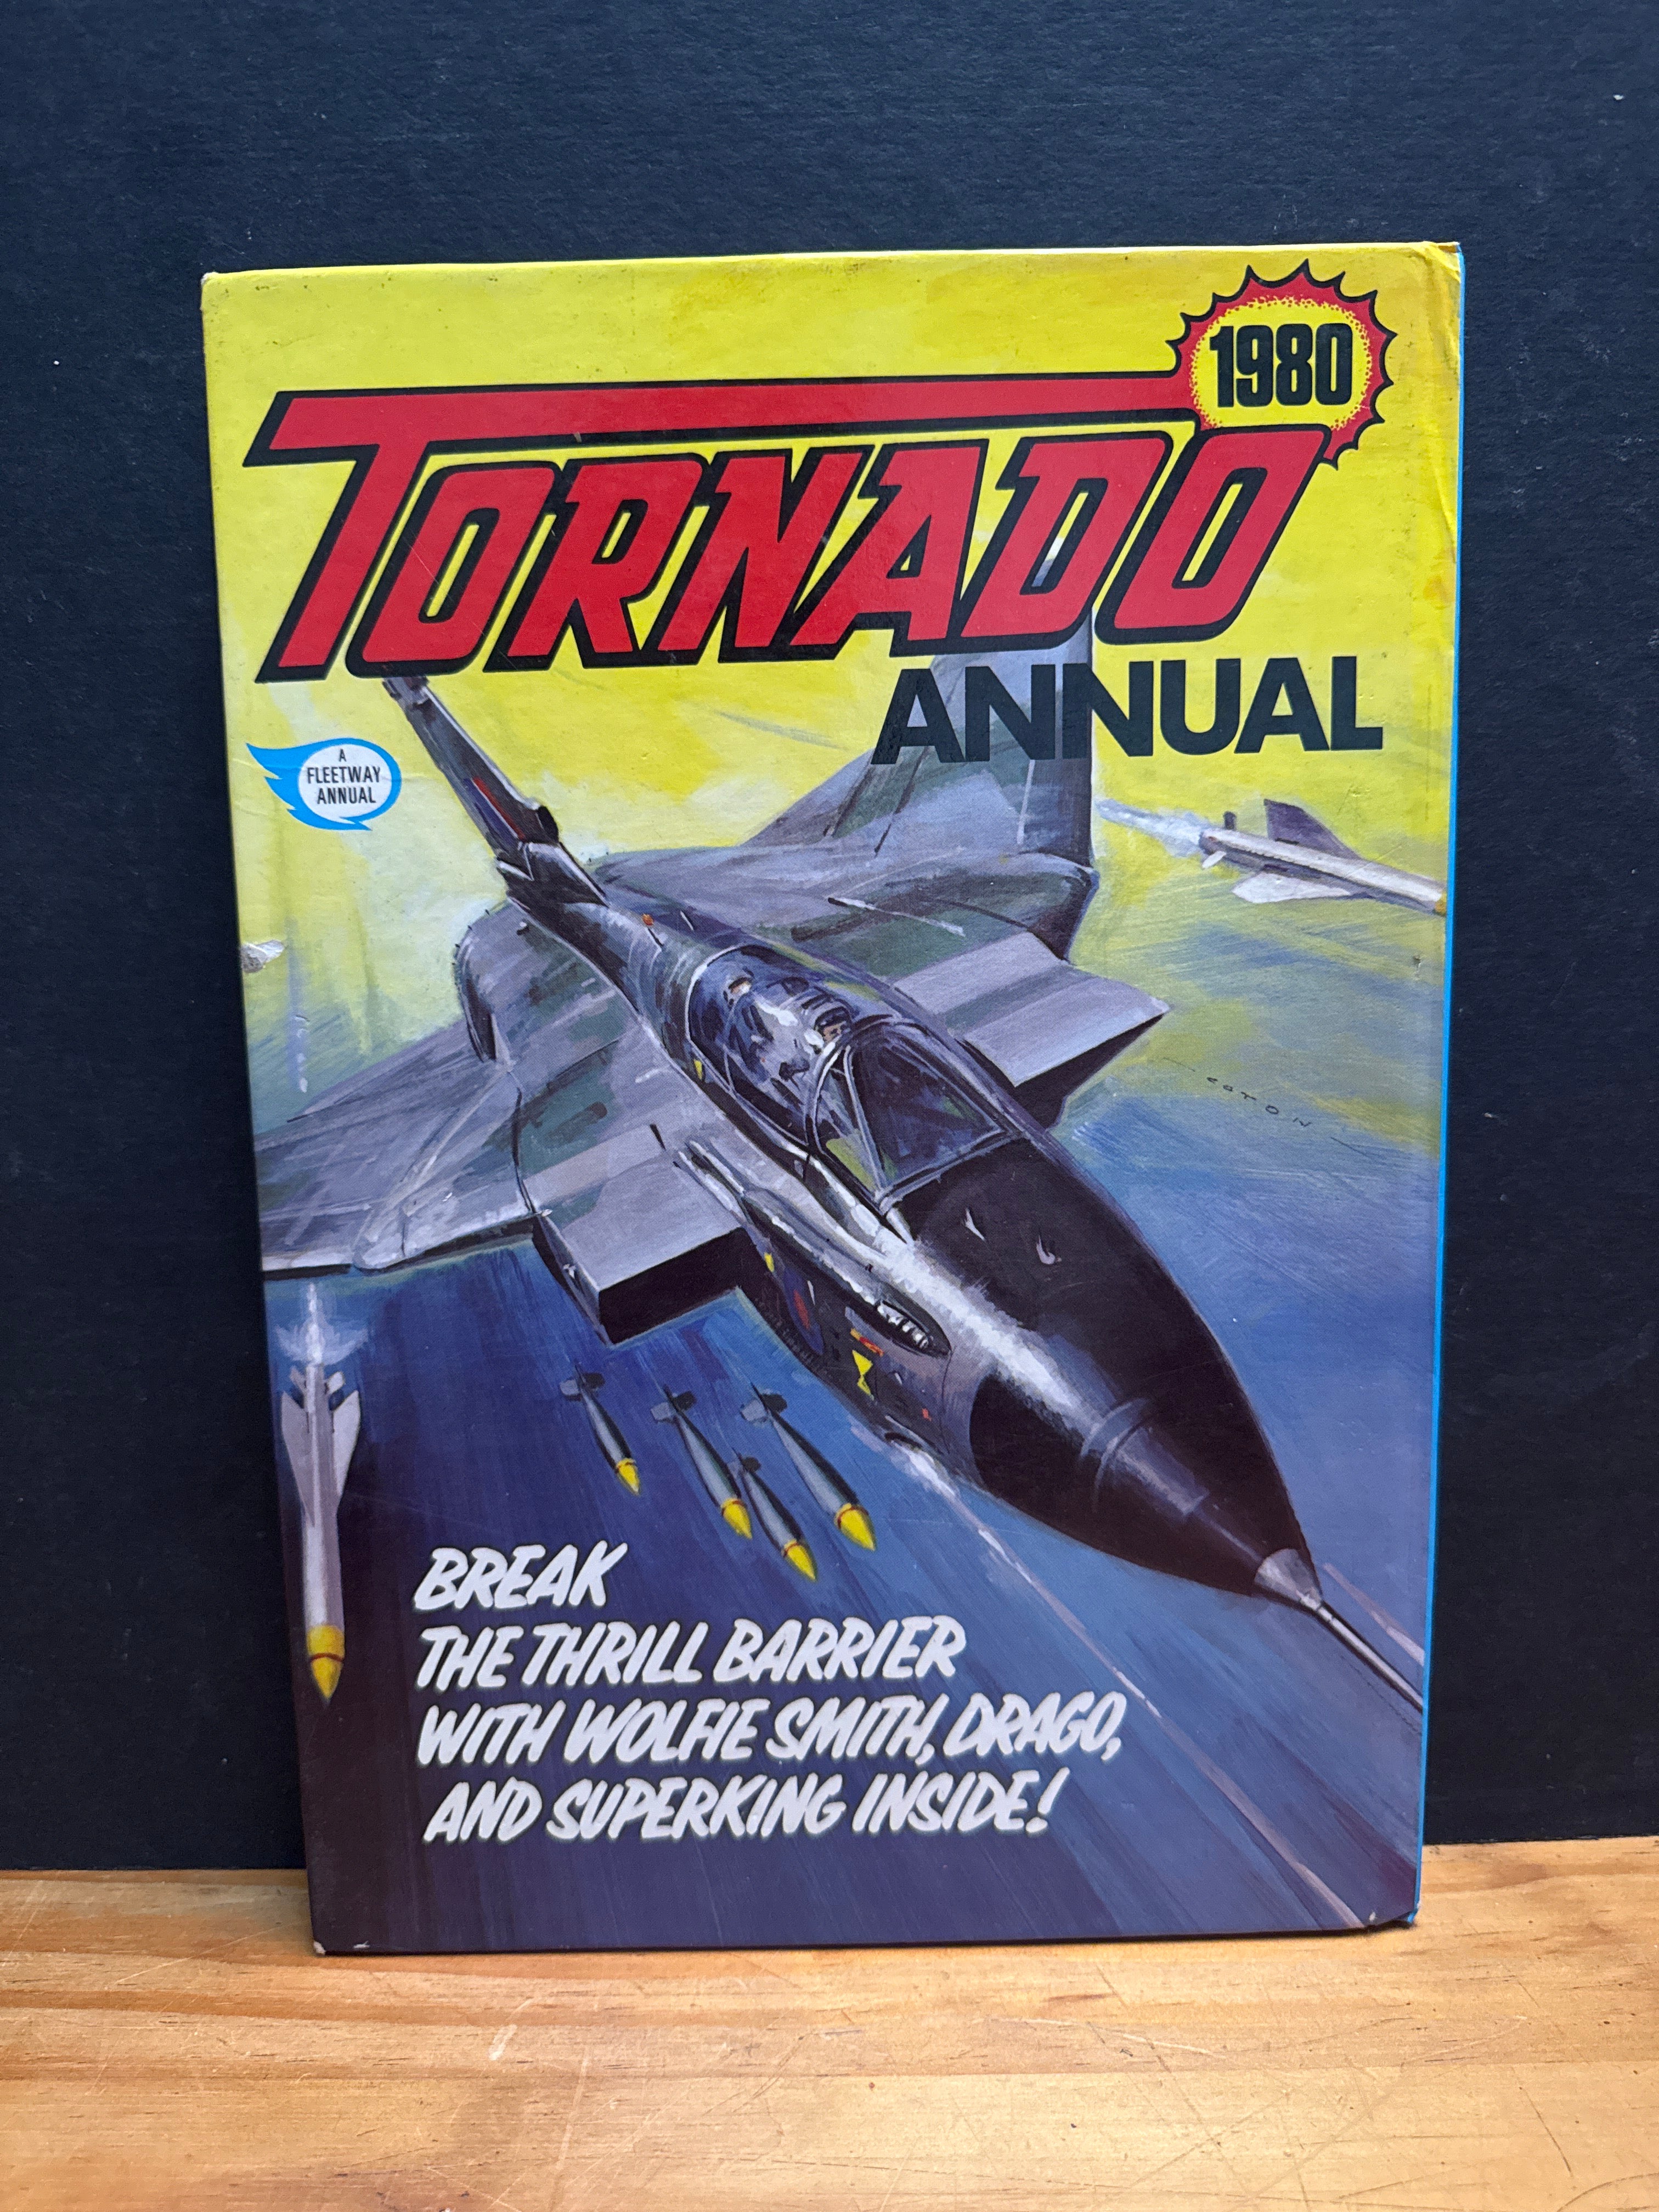 1980
TORNADO
ANNUAL
A
FLEETWAY
ANNUAL
BREAK
THE THRILL BARRIER
WITH WOLFIE SMITH, DRAGO,
AND SUPERKING INSIDE!